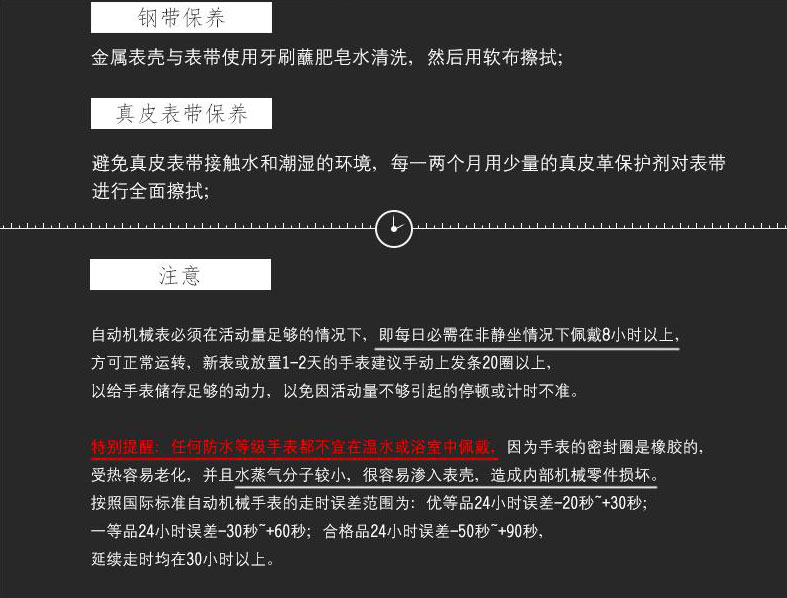 钢带保养
金属表壳与表带使用牙刷蘸肥皂水清洗，然后用软布擦拭；
真皮表带保养
避免真皮表带接触水和潮湿的环境，每一两个月用少量的真皮革保护剂对表带
进行全面擦拭；
注意
自动机械表必须在活动量足够的情况下，即每日必需在非静坐情况下佩戴8小时以上，
方可正常运转，新表或放置1-2天的手表建议手动上发条20圈以上，
以给手表储存足够的动力，以免因活动量不够引起的停顿或计时不准。
特别提醒：任何防水等级手表都不宜在温水或浴室中佩戴，因为手表的密封圈是橡胶的，
受热容易老化，并且水蒸气分子较小，很容易渗入表壳，造成内部机械零件损坏。
按照国际标准自动机械手表的走时误差范围为：优等品24小时误差-20秒~+30秒；
一等品24小时误差-30秒~+60秒；合格品24小时误差-50秒~+90秒，
延续走时均在30小时以上。